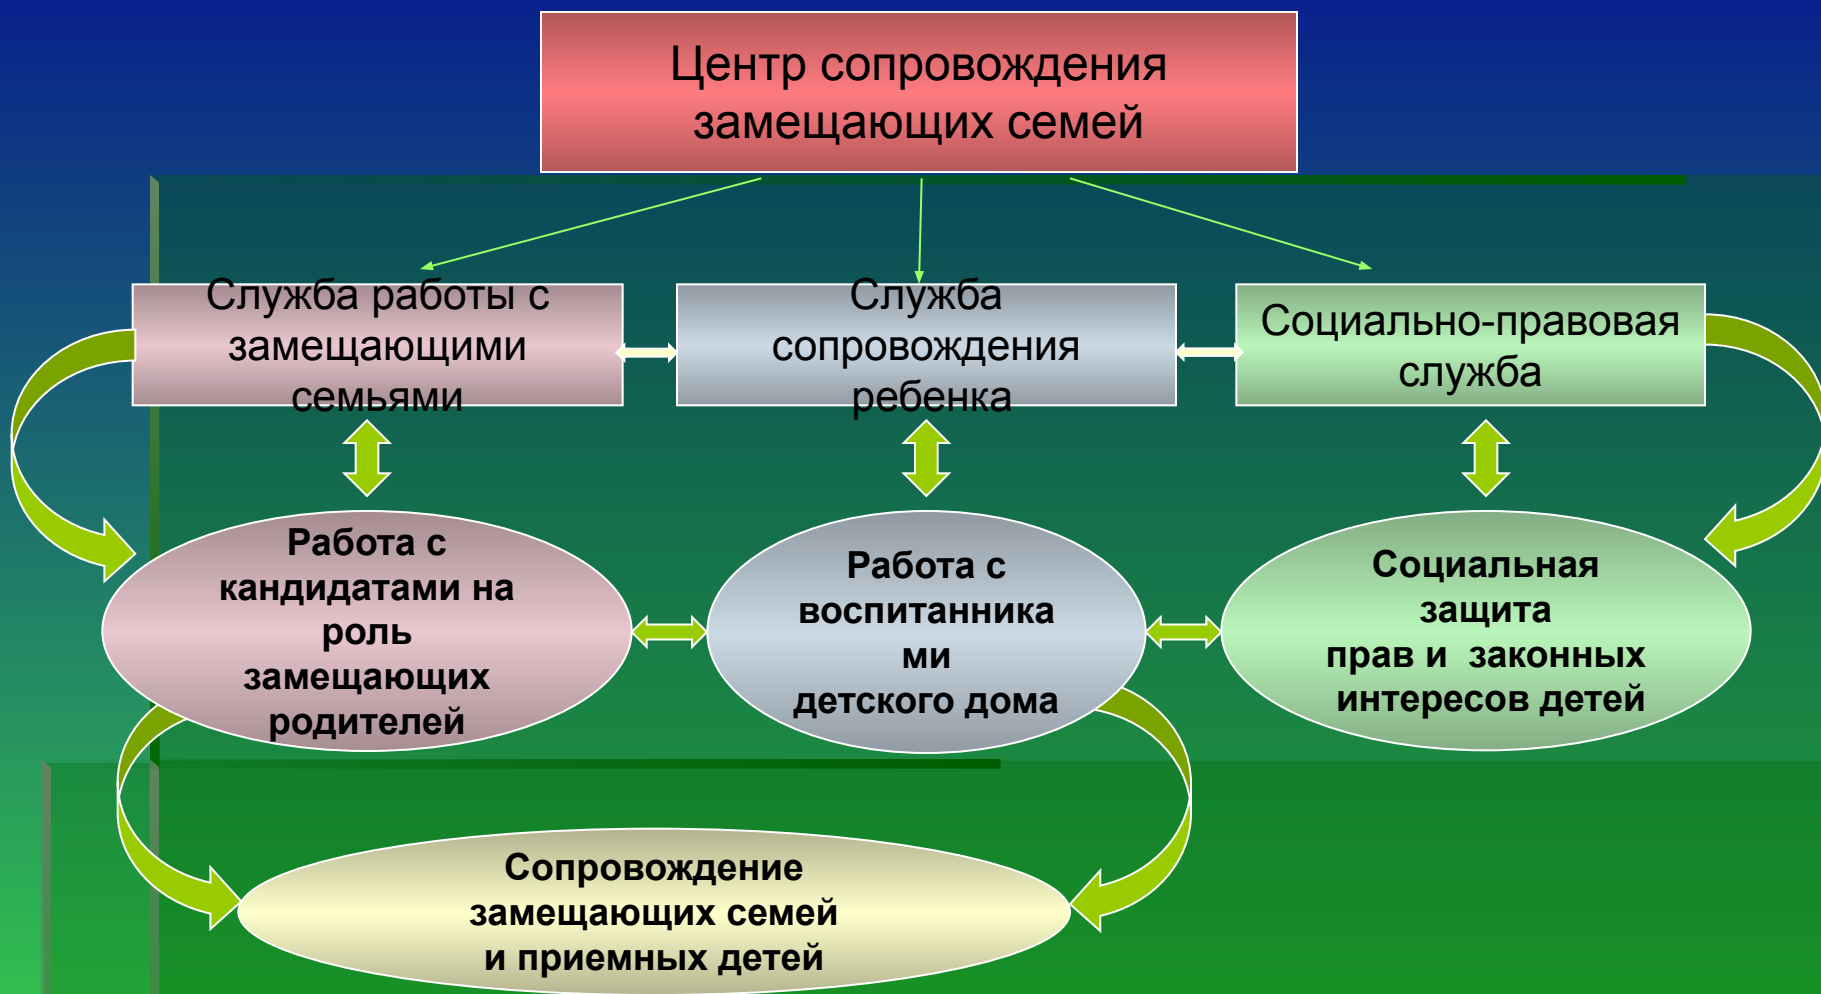 Центр сопровождения
замещающих семей
Служба работы с
замещающими
семьями
Служба
сопровождения
ребенка
Социально-правовая
служба
Работа с
кандидатами на
роль
замещающих
родителей
Работа с
воспитанника
ми
детского дома
Социальная
защита
прав и законных
интересов детей
Сопровождение
замещающих семей
и приемных детей